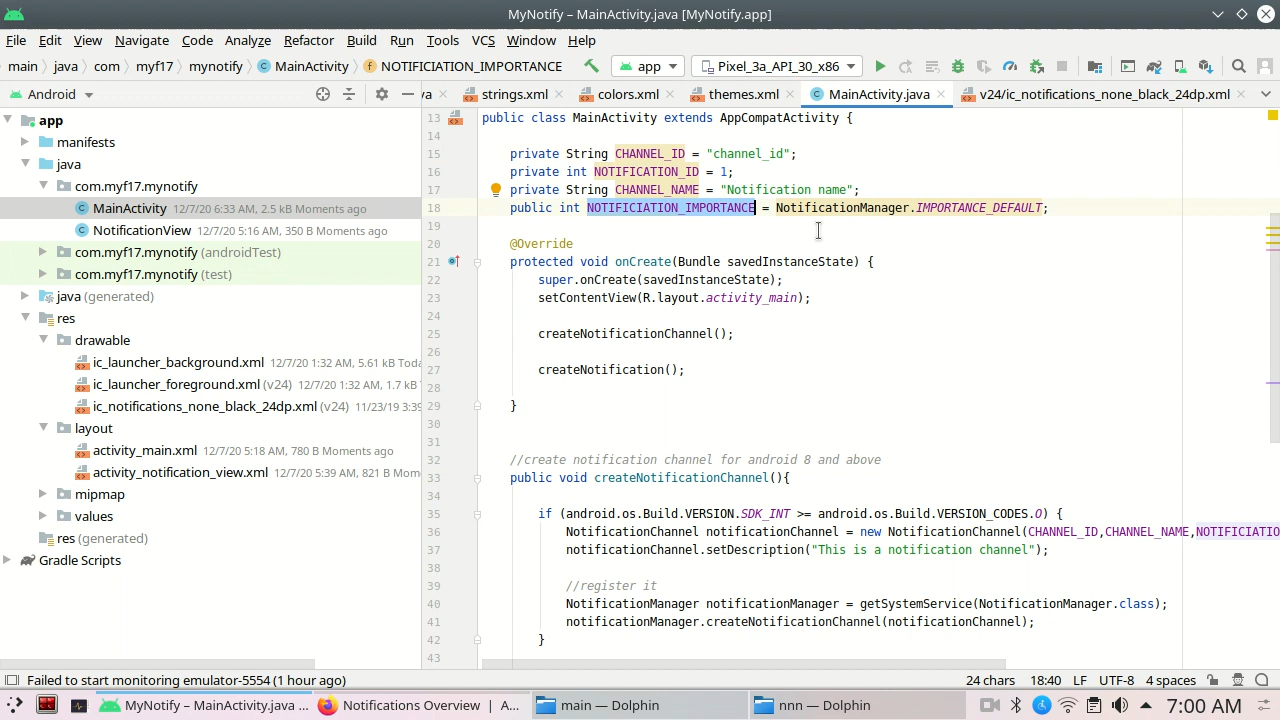 MyNotify – MainActivity.java [MyNotify.app]
File Edit View Navigate Code Analyze Refactor Build Run Tools VCS Window Help
main java com myf17 mynotify MainActivity NOTIFICIATION_IMPORTANCE app Pixel_3a_API_30_x86
Android va strings.xml colors.xml themes.xml MainActivity.java v24/ic_notifications_none_black_24dp.xml
app
manifests
java
com.myf17.mynotify
MainActivity 12/7/20 6:33 AM, 2.5 kB Moments ago
NotificationView 12/7/20 5:16 AM, 350 B Moments ago
com.myf17.mynotify (androidTest)
com.myf17.mynotify (test)
java (generated)
res
drawable
ic_launcher_background.xml 12/7/20 1:32 AM, 5.61 kB Toda
ic_launcher_foreground.xml (v24) 12/7/20 1:32 AM, 1.7 kB
ic_notifications_none_black_24dp.xml (v24) 11/23/19 3:39
layout
activity_main.xml 12/7/20 5:18 AM, 780 B Moments ago
activity_notification_view.xml 12/7/20 5:39 AM, 821 B Mom
mipmap
values
res (generated)
Gradle Scripts
13 public class MainActivity extends AppCompatActivity {
14
15 private String CHANNEL_ID = "channel_id";
16 private int NOTIFICATION_ID = 1;
17 private String CHANNEL_NAME = "Notification name";
18 public int NOTIFICIATION_IMPORTANCE = NotificationManager.IMPORTANCE_DEFAULT;
19
20 @Override
21 protected void onCreate(Bundle savedInstanceState) {
22 super.onCreate(savedInstanceState);
23 setContentView(R.layout.activity_main);
24
25 createNotificationChannel();
26
27 createNotification();
28
29 }
30
31
32 //create notification channel for android 8 and above
33 public void createNotificationChannel(){
34
35 if (android.os.Build.VERSION.SDK_INT >= android.os.Build.VERSION_CODES.O) {
36 NotificationChannel notificationChannel = new NotificationChannel(CHANNEL_ID,CHANNEL_NAME,NOTIFICIATIO
37 notificationChannel.setDescription("This is a notification channel");
38
39 //register it
40 NotificationManager notificationManager = getSystemService(NotificationManager.class);
41 notificationManager.createNotificationChannel(notificationChannel);
42 }
43
Failed to start monitoring emulator-5554 (1 hour ago) 24 chars 18:40 LF UTF-8 4 spaces
MyNotify – MainActivity.java ... Notifications Overview | A... main — Dolphin nnn — Dolphin 7:00 AM